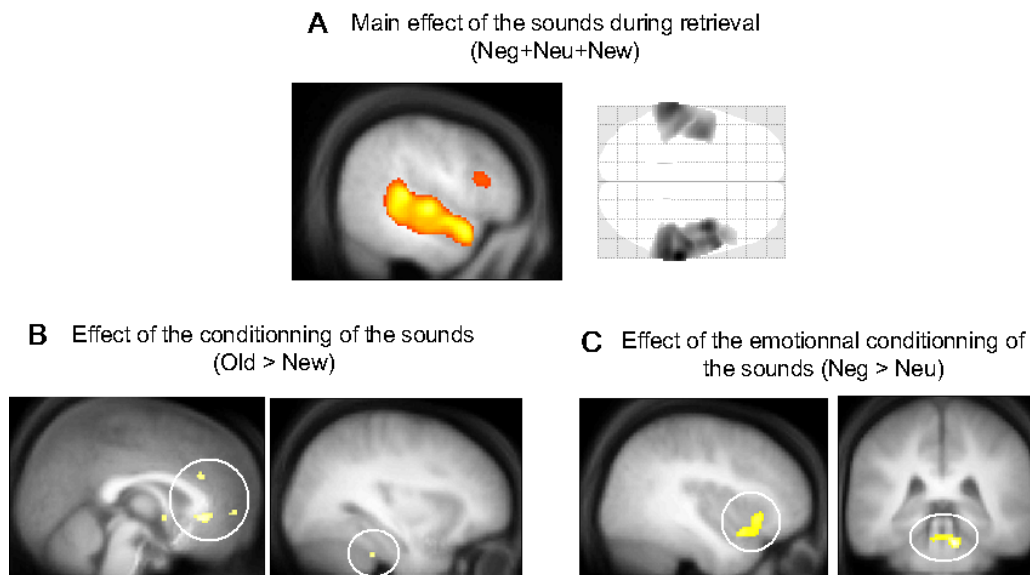 A Main effect of the sounds during retrieval
(Neg+Neu+New)
B Effect of the conditionning of the sounds
(Old > New)
C Effect of the emotionnal conditionning of
the sounds (Neg > Neu)